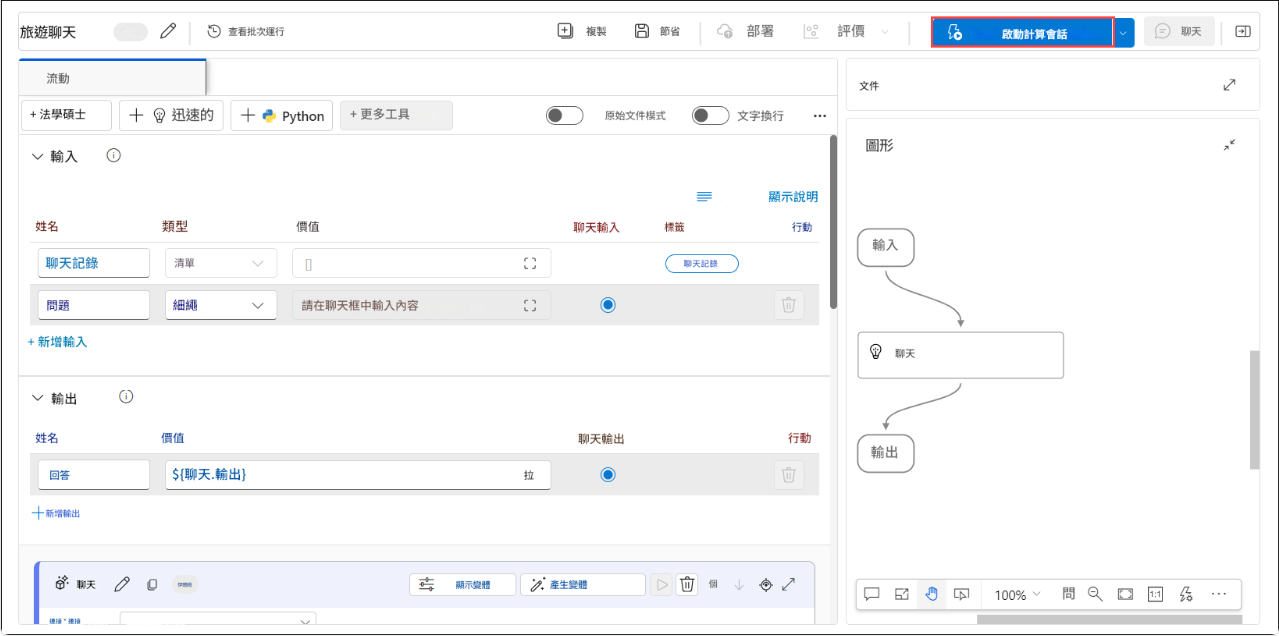 旅遊聊天
查看批次運行
複製
節省
部署
評價
啟動計算會話
聊天
流動
+ 法學碩士
迅速的
Python
+ 更多工具
原始文件模式
文字換行
輸入
顯示說明
姓名 類型 價值 聊天輸入 標籤 行動
聊天記錄 清單 [] 聊天記錄
問題 細繩 請在聊天框中輸入內容
+ 新增輸入
輸出
姓名 價值 聊天輸出 行動
回答 ${聊天.輸出} 拉
新增輸出
聊天 顯示變體 產生變體 個
連接
文件
圖形
輸入
聊天
輸出
100% 間 1:1